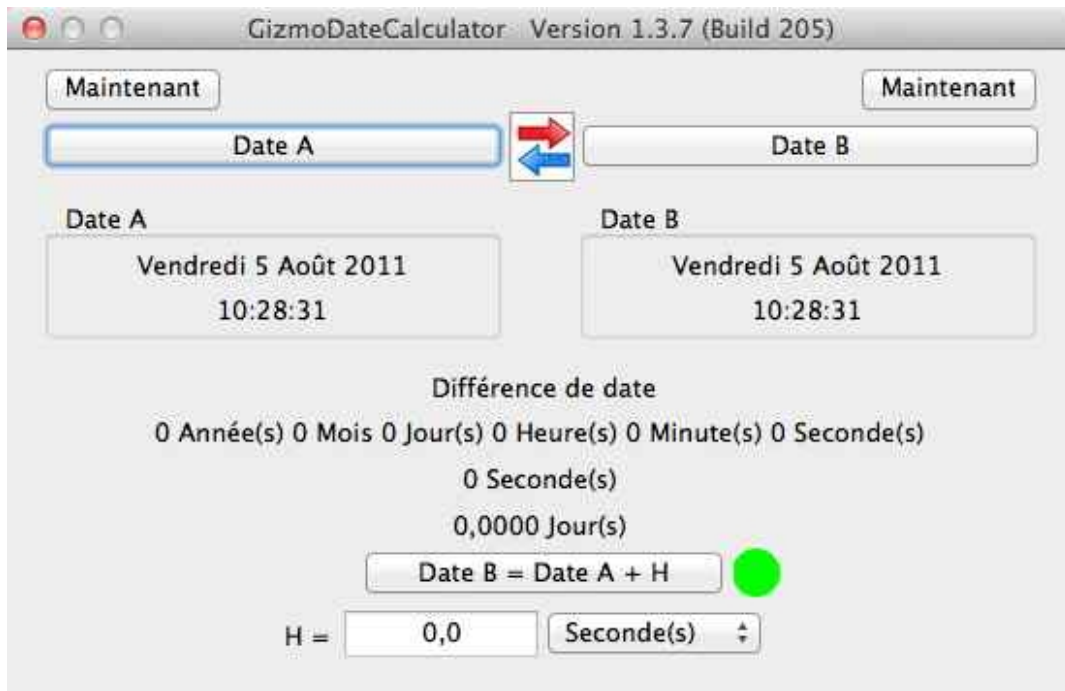 GizmoDateCalculator Version 1.3.7 (Build 205)
Maintenant
Maintenant
Date A
Date B
Date A
Date B
Vendredi 5 Août 2011
10:28:31
Vendredi 5 Août 2011
10:28:31
Différence de date
0 Année(s) 0 Mois 0 Jour(s) 0 Heure(s) 0 Minute(s) 0 Seconde(s)
0 Seconde(s)
0,0000 Jour(s)
Date B = Date A + H
H = 0,0 Seconde(s)